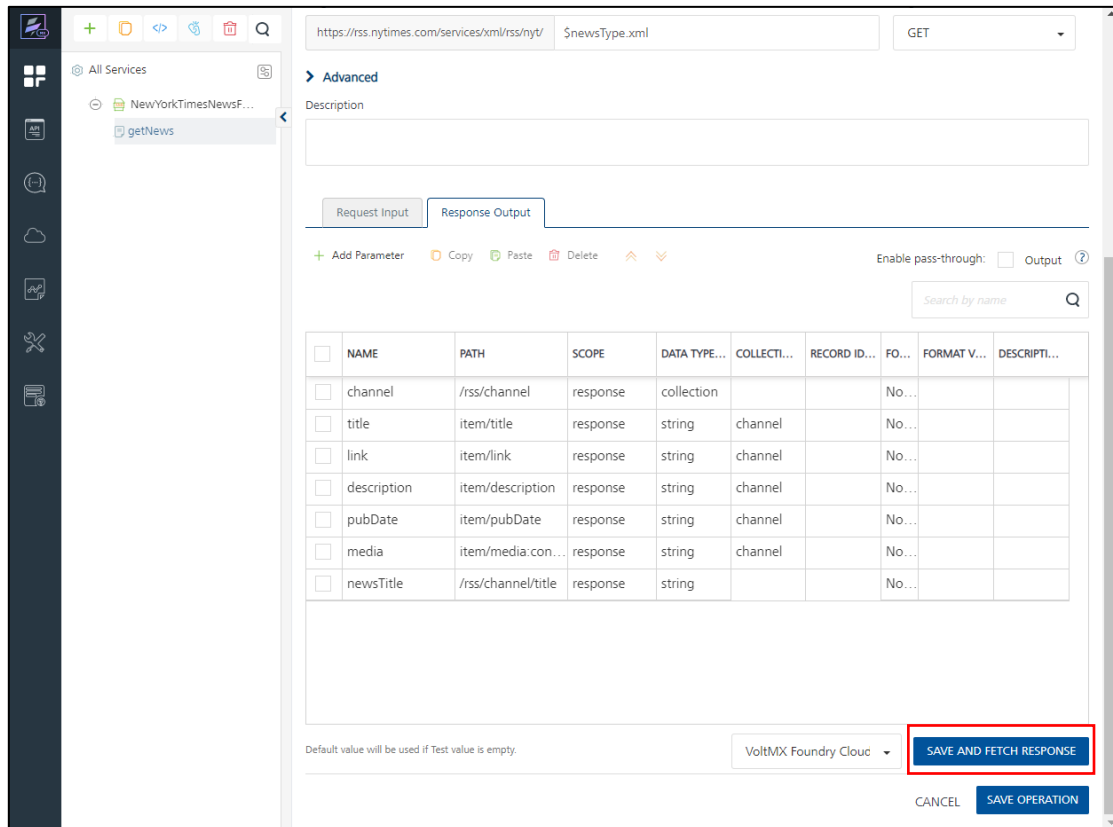 https://rss.nytimes.com/services/xml/rss/nyt/ $newsType.xml GET
All Services
NewYorkTimesNewsF...
getNews
Advanced
Description
Request Input Response Output
+ Add Parameter Copy Paste Delete Enable pass-through: Output ?
Search by name
NAME PATH SCOPE DATA TYPE... COLLECTI... RECORD ID... FO... FORMAT V... DESCRIPTI...
channel /rss/channel response collection No...
title item/title response string channel No...
link item/link response string channel No...
description item/description response string channel No...
pubDate item/pubDate response string channel No...
media item/media:con... response string channel No...
newsTitle /rss/channel/title response string No...
Default value will be used if Test value is empty. VoltMX Foundry Cloud SAVE AND FETCH RESPONSE
CANCEL SAVE OPERATION